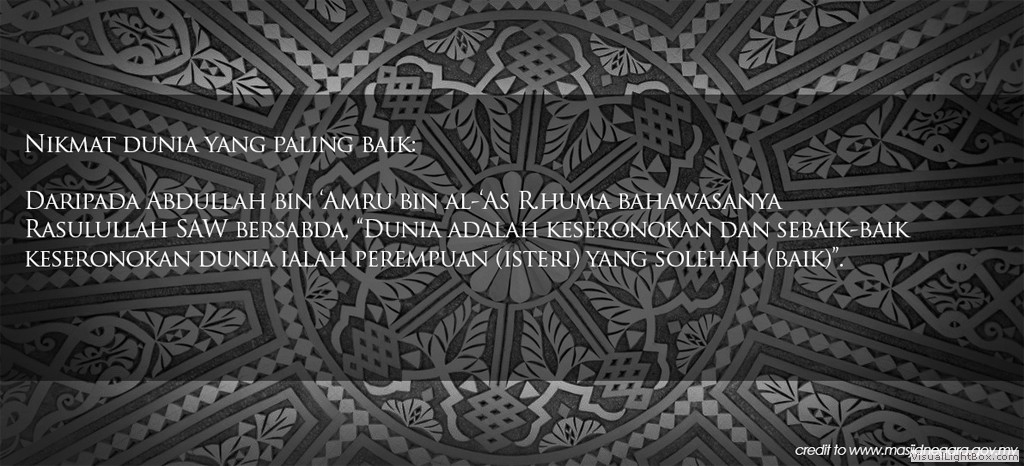 Nikmat dunia yang paling baik:
Daripada Abdullah bin ‘Amru bin al-‘As R.huma bahawasanya
Rasulullah SAW bersabda, “Dunia adalah keseronokan dan sebaik-baik
keseronokan dunia ialah perempuan (isteri) yang solehah (baik)”.
credit to www.masjidnegara.gov.my
VisualLightBox.com